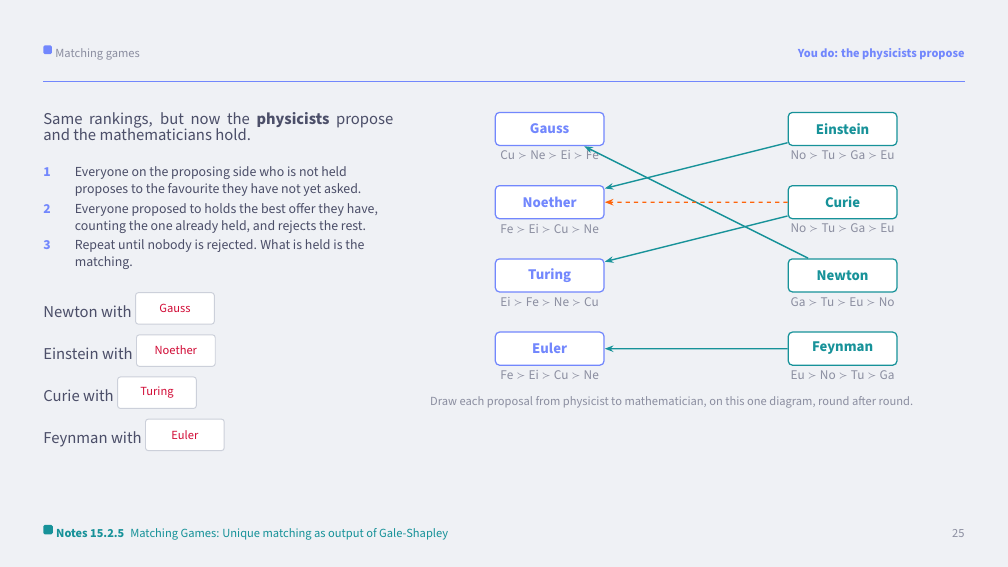 Matching games
You do: the physicists propose
Same rankings, but now the physicists propose
and the mathematicians hold.
1 Everyone on the proposing side who is not held
proposes to the favourite they have not yet asked.
2 Everyone proposed to holds the best offer they have,
counting the one already held, and rejects the rest.
3 Repeat until nobody is rejected. What is held is the
matching.
Newton with Gauss
Einstein with Noether
Curie with Turing
Feynman with Euler
Gauss
Cu > Ne > Ei > Fe
Noether
Fe > Ei > Cu > Ne
Turing
Ei > Fe > Ne > Cu
Euler
Fe > Ei > Cu > Ne
Einstein
No > Tu > Ga > Eu
Curie
No > Tu > Ga > Eu
Newton
Ga > Tu > Eu > No
Feynman
Eu > No > Tu > Ga
Draw each proposal from physicist to mathematician, on this one diagram, round after round.
Notes 15.2.5 Matching Games: Unique matching as output of Gale-Shapley
25